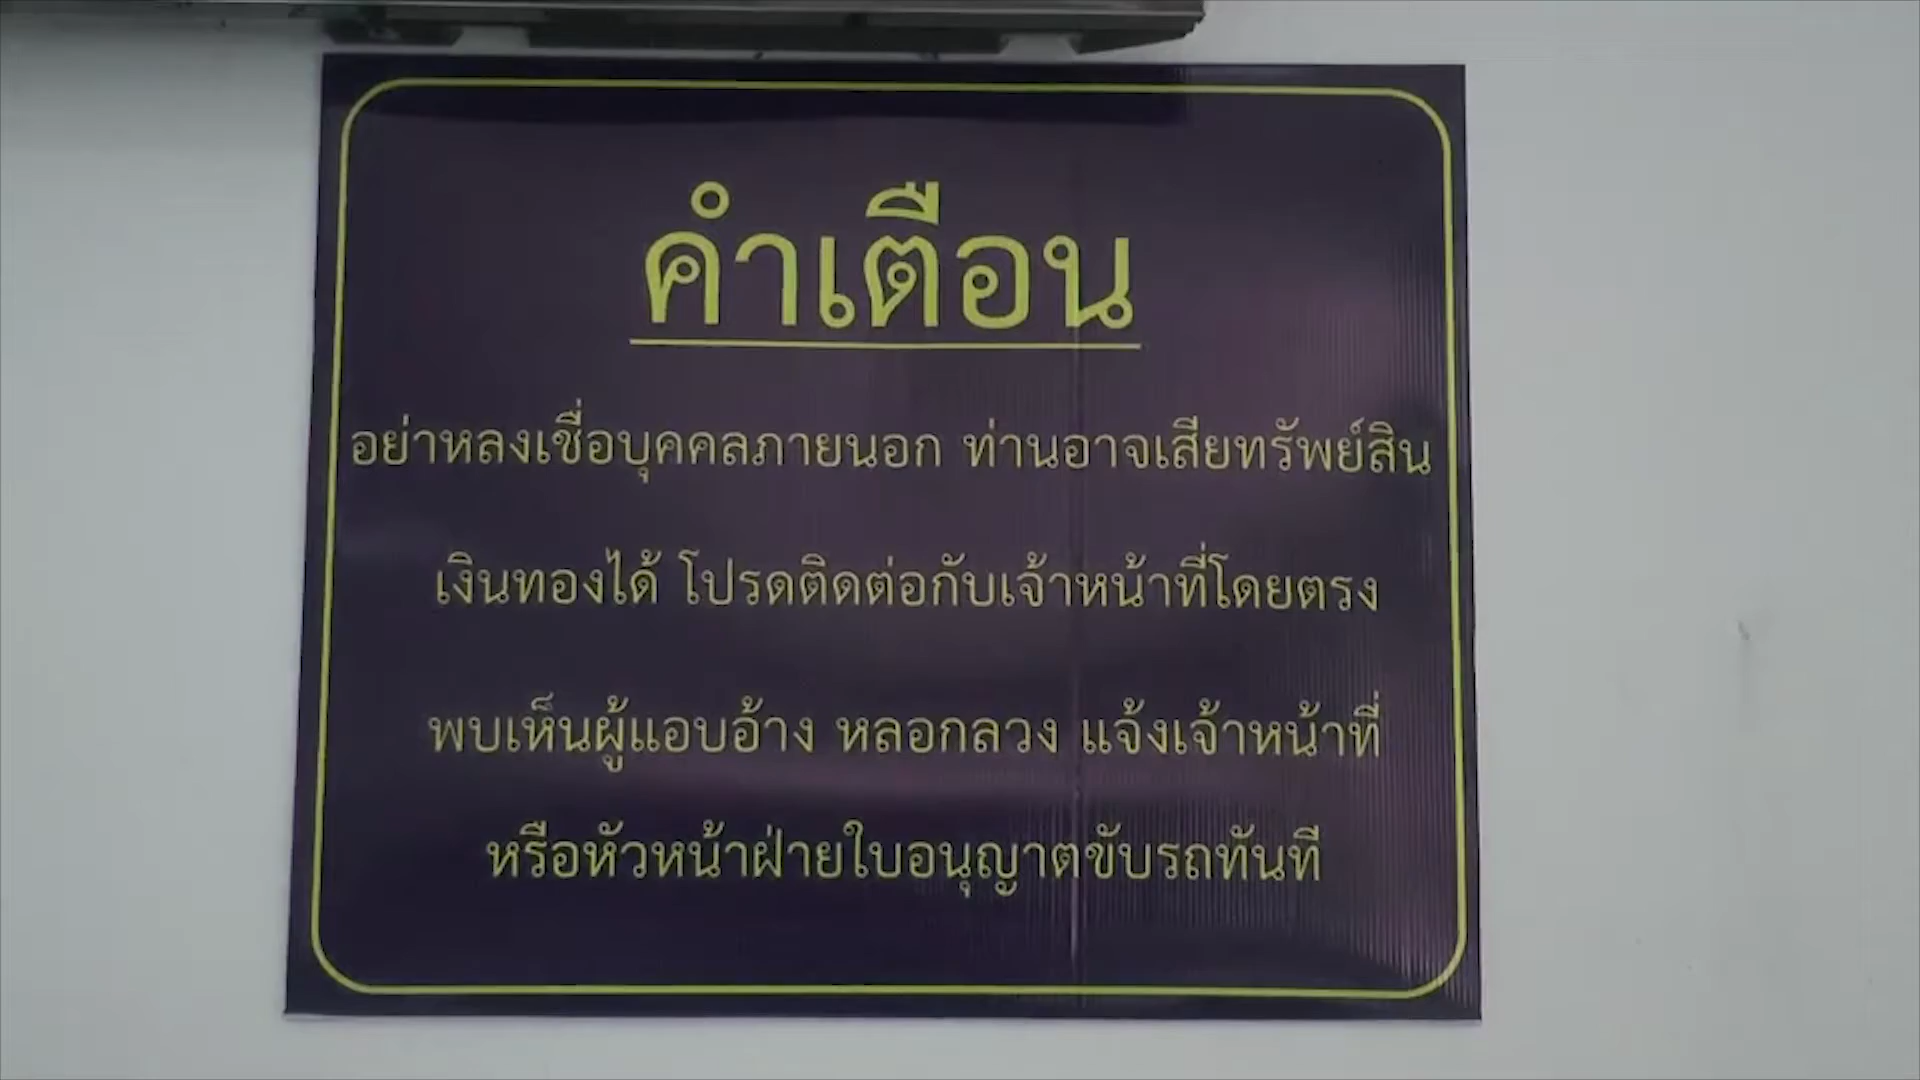 คำเตือน
อย่าหลงเชื่อบุคคลภายนอก ท่านอาจเสียทรัพย์สิน
เงินทองได้ โปรดติดต่อกับเจ้าหน้าที่โดยตรง
พบเห็นผู้แอบอ้าง หลอกลวง แจ้งเจ้าหน้าที่
หรือหัวหน้าฝ่ายใบอนุญาตขับรถทันที